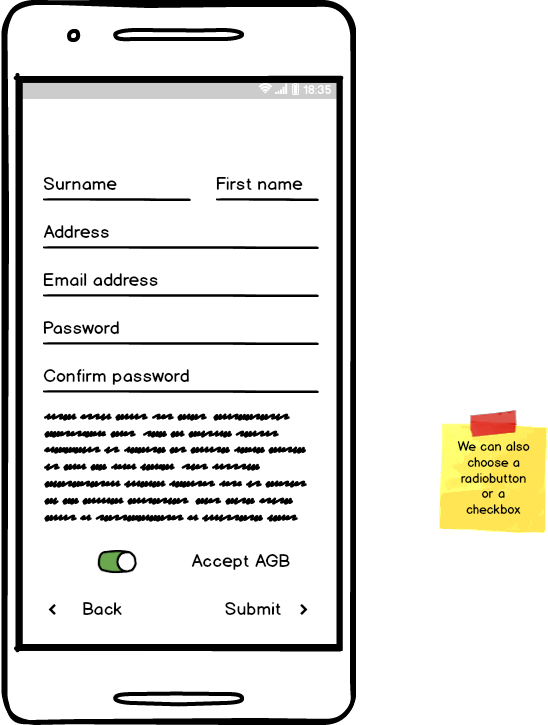 18:35
Surname First name
Address
Email address
Password
Confirm password
Accept AGB
Back Submit
We can also
choose a
radiobutton
or a
checkbox